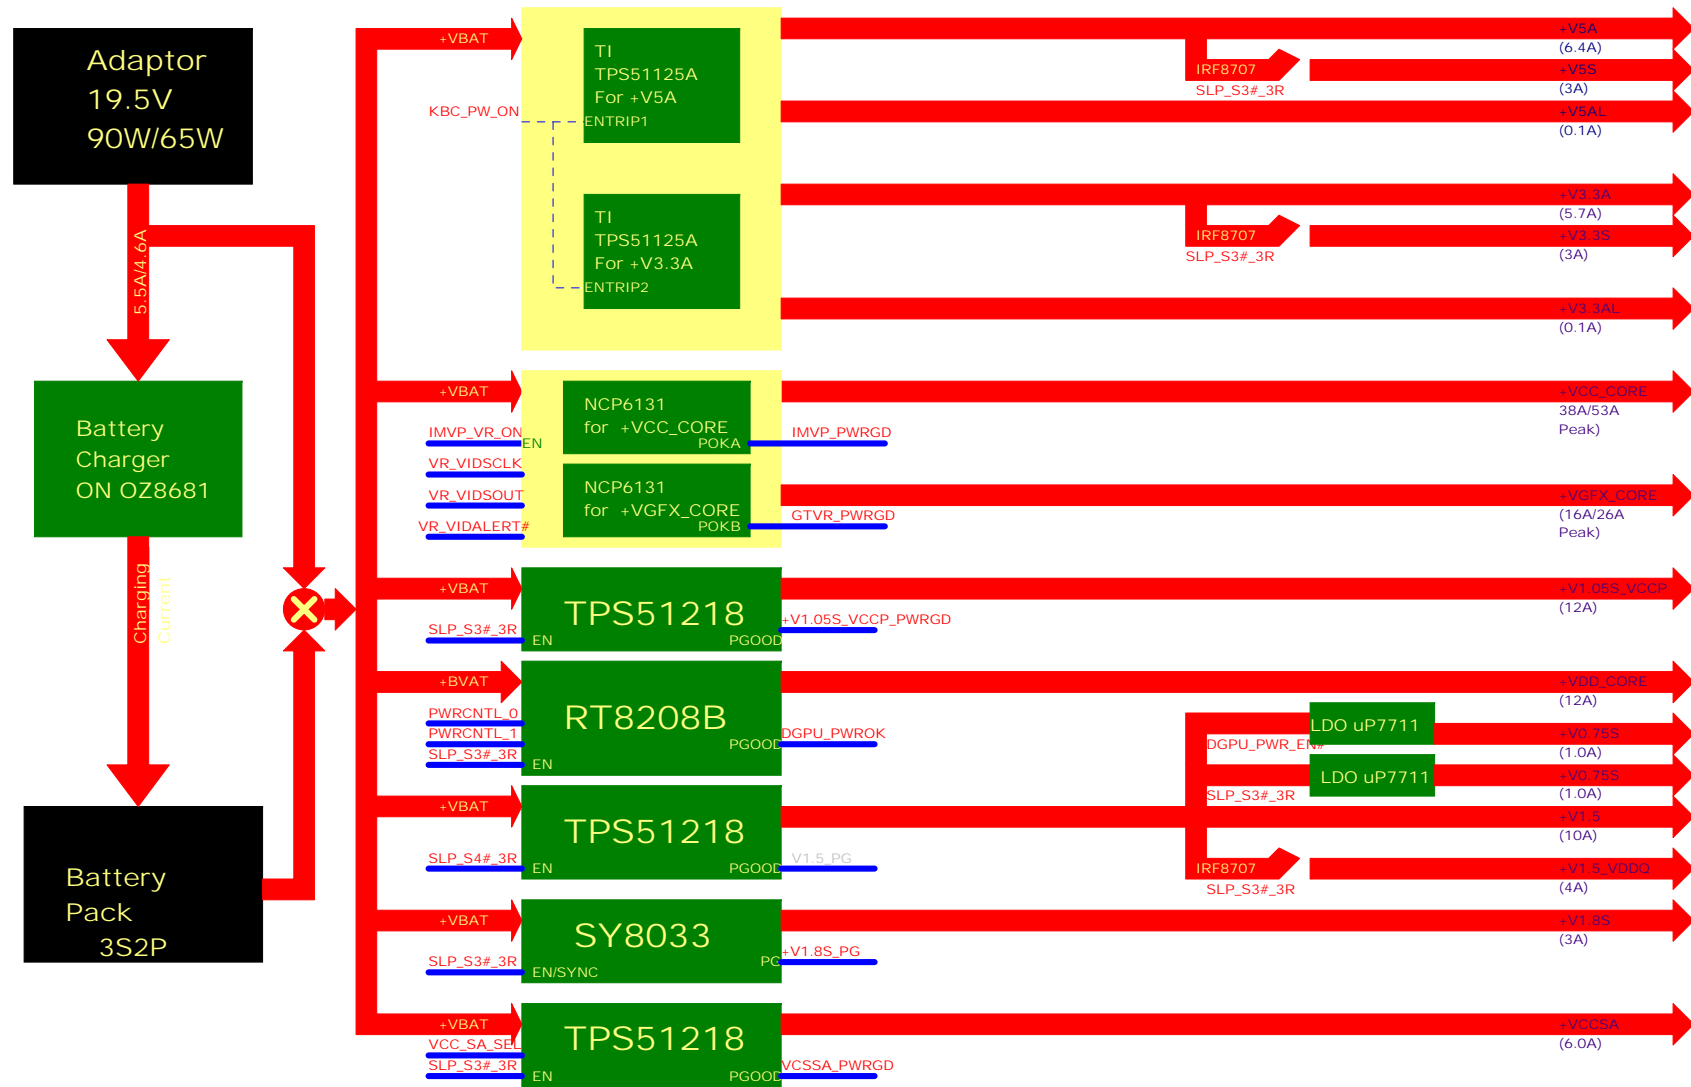 Adaptor
19.5V
90W/65W
5.5A/4.6A
Battery
Charger
ON OZ8681
Charging
Current
Battery
Pack
3S2P
+VBAT
KBC_PW_ON
TI
TPS51125A
For +V5A
ENTRIP1
TI
TPS51125A
For +V3.3A
ENTRIP2
IRF8707
SLP_S3#_3R
+V5A
(6.4A)
+V5S
(3A)
+V5AL
(0.1A)
IRF8707
SLP_S3#_3R
+V3.3A
(5.7A)
+V3.3S
(3A)
+V3.3AL
(0.1A)
+VBAT
IMVP_VR_ON
EN
VR_VIDSCLK
VR_VIDSOUT
VR_VIDALERT#
NCP6131
for +VCC_CORE
POKA
IMVP_PWRGD
NCP6131
for +VGFX_CORE
POKB
GTVR_PWRGD
+VCC_CORE
38A/53A
Peak)
+VGFX_CORE
(16A/26A
Peak)
+VBAT
SLP_S3#_3R
TPS51218
EN
PGOOD
+V1.05S_VCCP_PWRGD
+V1.05S_VCCP
(12A)
+BVAT
PWRCNTL_0
PWRCNTL_1
SLP_S3#_3R
RT8208B
EN
PGOOD
DGPU_PWROK
+VDD_CORE
(12A)
LDO uP7711
DGPU_PWR_EN#
+V0.75S
(1.0A)
LDO uP7711
SLP_S3#_3R
+V0.75S
(1.0A)
+VBAT
SLP_S4#_3R
TPS51218
EN
PGOOD
V1.5_PG
+V1.5
(10A)
IRF8707
SLP_S3#_3R
+V1.5_VDDQ
(4A)
+VBAT
SLP_S3#_3R
SY8033
EN/SYNC
PG
+V1.8S_PG
+V1.8S
(3A)
+VBAT
VCC_SA_SEL
SLP_S3#_3R
TPS51218
EN
PGOOD
VCSSA_PWRGD
+VCCSA
(6.0A)